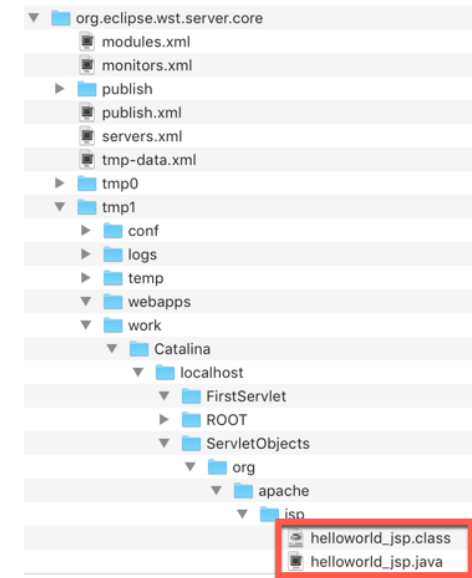 org.eclipse.wst.server.core
modules.xml
monitors.xml
publish
publish.xml
servers.xml
tmp-data.xml
tmp0
tmp1
conf
logs
temp
webapps
work
Catalina
localhost
FirstServlet
ROOT
ServletObjects
org
apache
jsp
helloworld_jsp.class
helloworld_jsp.java